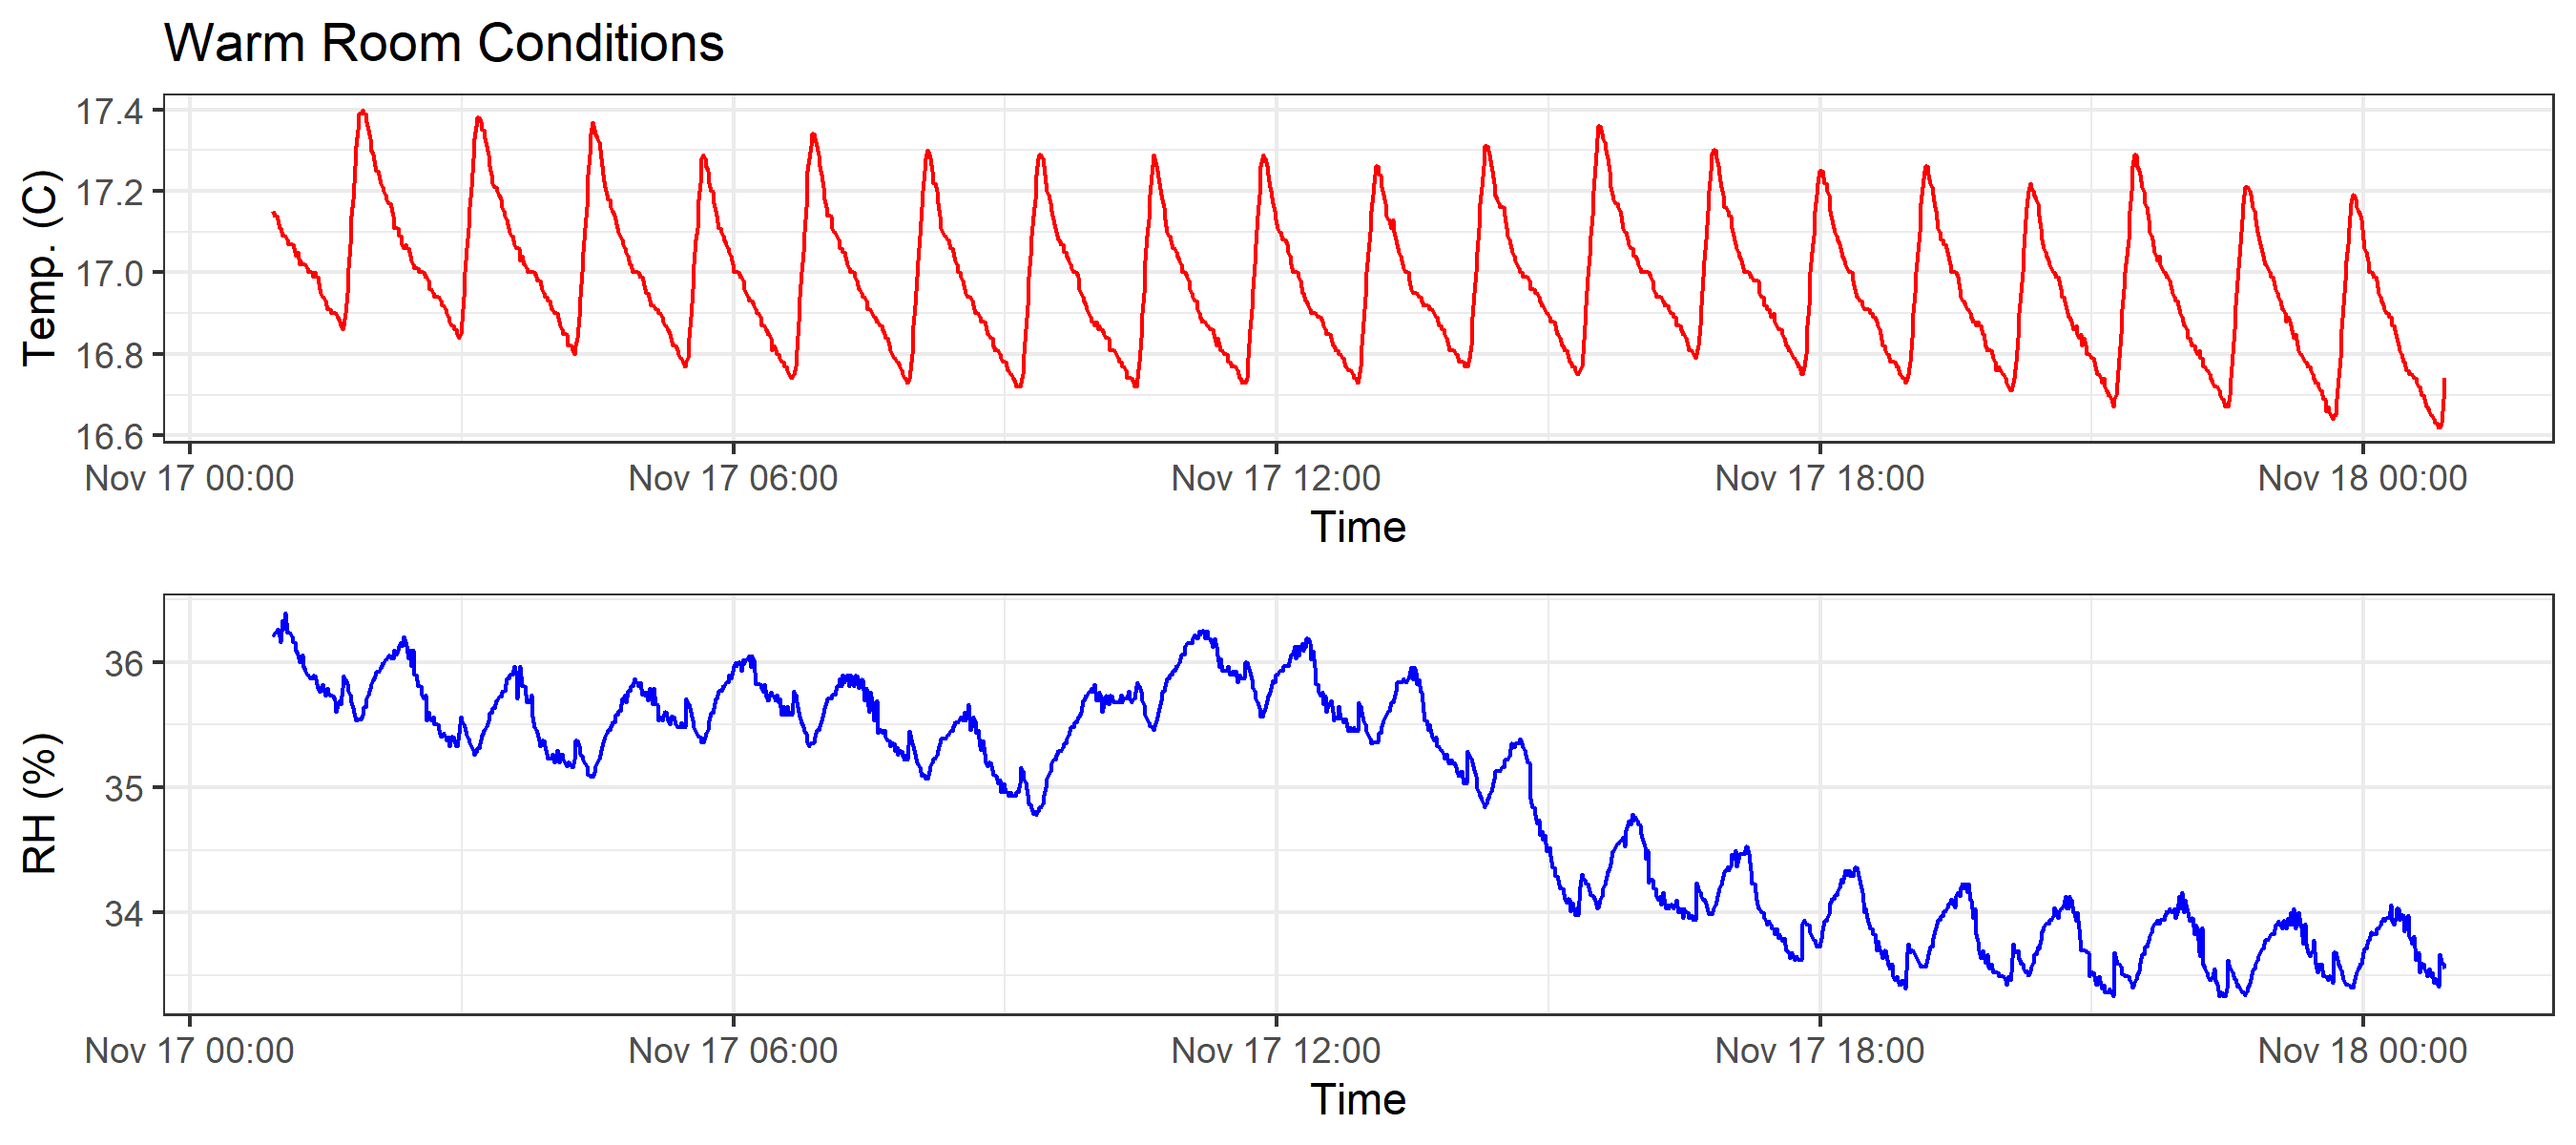 Warm Room Conditions
Temp. (C)
17.4
17.2
17.0
16.8
16.6
Nov 17 00:00 Nov 17 06:00 Nov 17 12:00 Nov 17 18:00 Nov 18 00:00
Time
RH (%)
36
35
34
Nov 17 00:00 Nov 17 06:00 Nov 17 12:00 Nov 17 18:00 Nov 18 00:00
Time